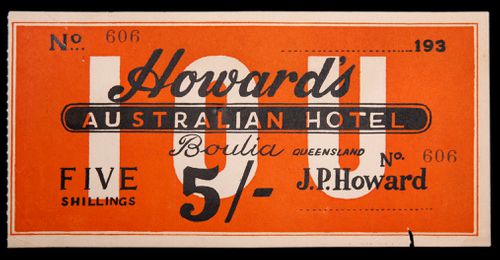 No. 606
193
Howard's
IOU
AUSTRALIAN HOTEL
Boulia QUEENSLAND
FIVE
SHILLINGS
5/-
No. 606
J.P.Howard